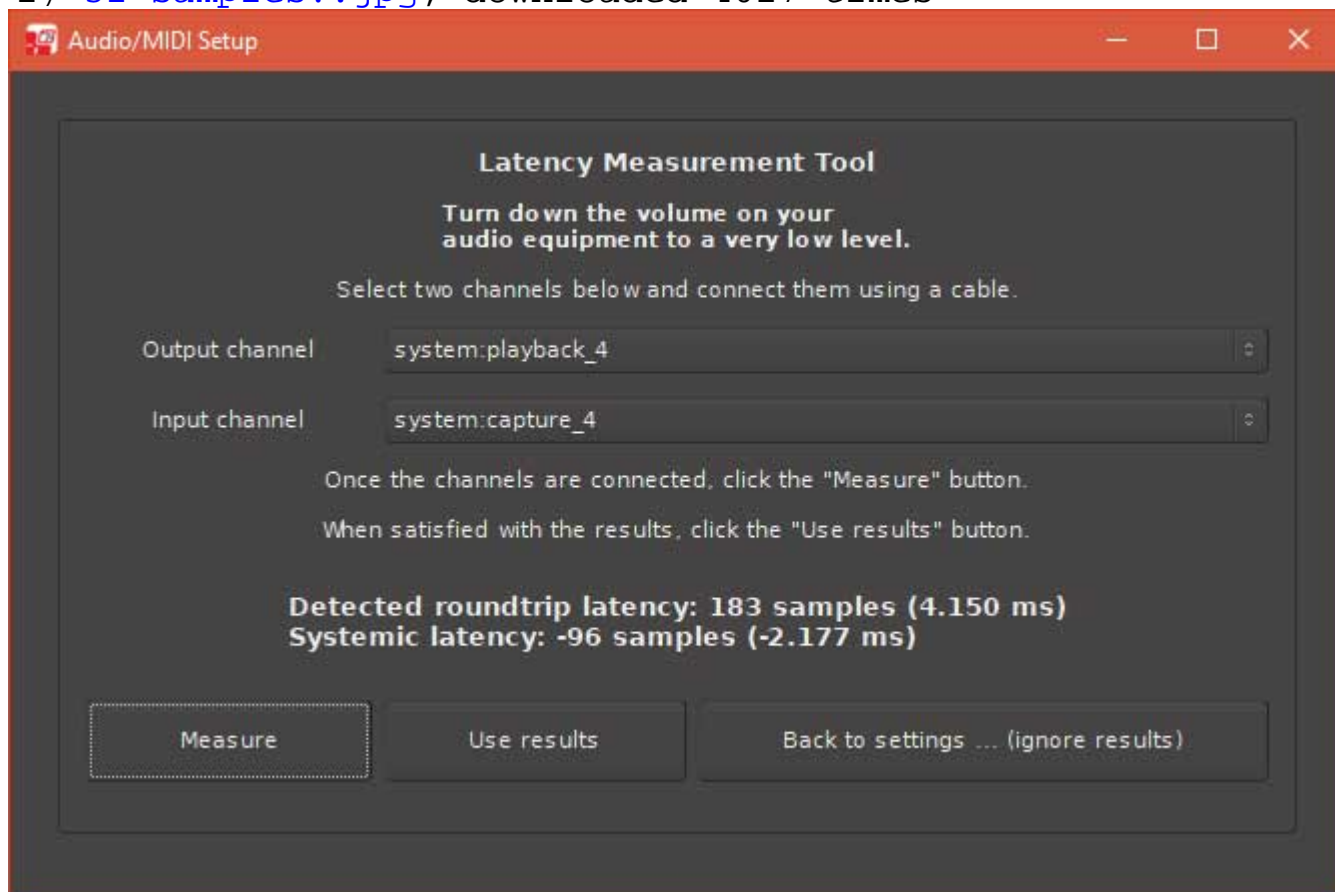 Audio/MIDI Setup
Latency Measurement Tool
Turn down the volume on your
audio equipment to a very low level.
Select two channels below and connect them using a cable.
Output channel system:playback_4
Input channel system:capture_4
Once the channels are connected, click the "Measure" button.
When satisfied with the results, click the "Use results" button.
Detected roundtrip latency: 183 samples (4.150 ms)
Systemic latency: -96 samples (-2.177 ms)
Measure Use results Back to settings ... (ignore results)